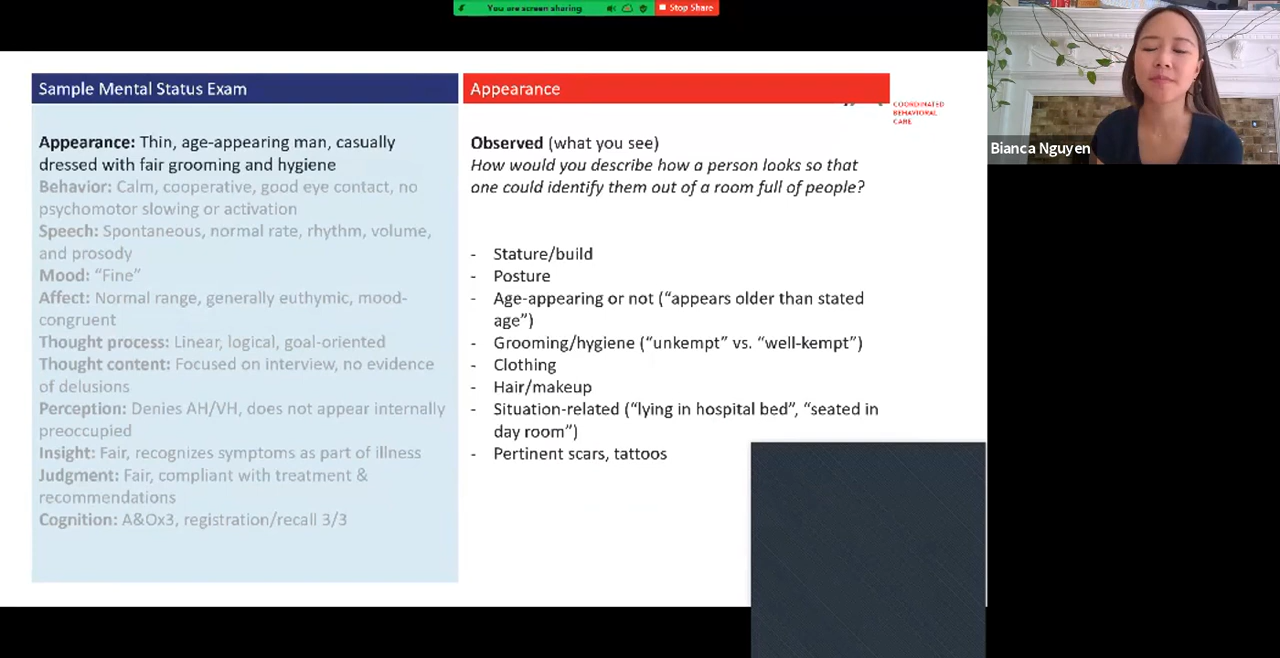 You are screen sharing
Stop Share
Sample Mental Status Exam
Appearance: Thin, age-appearing man, casually
dressed with fair grooming and hygiene
Behavior: Calm, cooperative, good eye contact, no
psychomotor slowing or activation
Speech: Spontaneous, normal rate, rhythm, volume,
and prosody
Mood: “Fine”
Affect: Normal range, generally euthymic, mood-
congruent
Thought process: Linear, logical, goal-oriented
Thought content: Focused on interview, no evidence
of delusions
Perception: Denies AH/VH, does not appear internally
preoccupied
Insight: Fair, recognizes symptoms as part of illness
Judgment: Fair, compliant with treatment &
recommendations
Cognition: A&Ox3, registration/recall 3/3
Appearance
COORDINATED
BEHAVIORAL
CARE
Observed (what you see)
How would you describe how a person looks so that
one could identify them out of a room full of people?
- Stature/build
- Posture
- Age-appearing or not (“appears older than stated
age”)
- Grooming/hygiene (“unkempt” vs. “well-kempt”)
- Clothing
- Hair/makeup
- Situation-related (“lying in hospital bed”, “seated in
day room”)
- Pertinent scars, tattoos
Bianca Nguyen